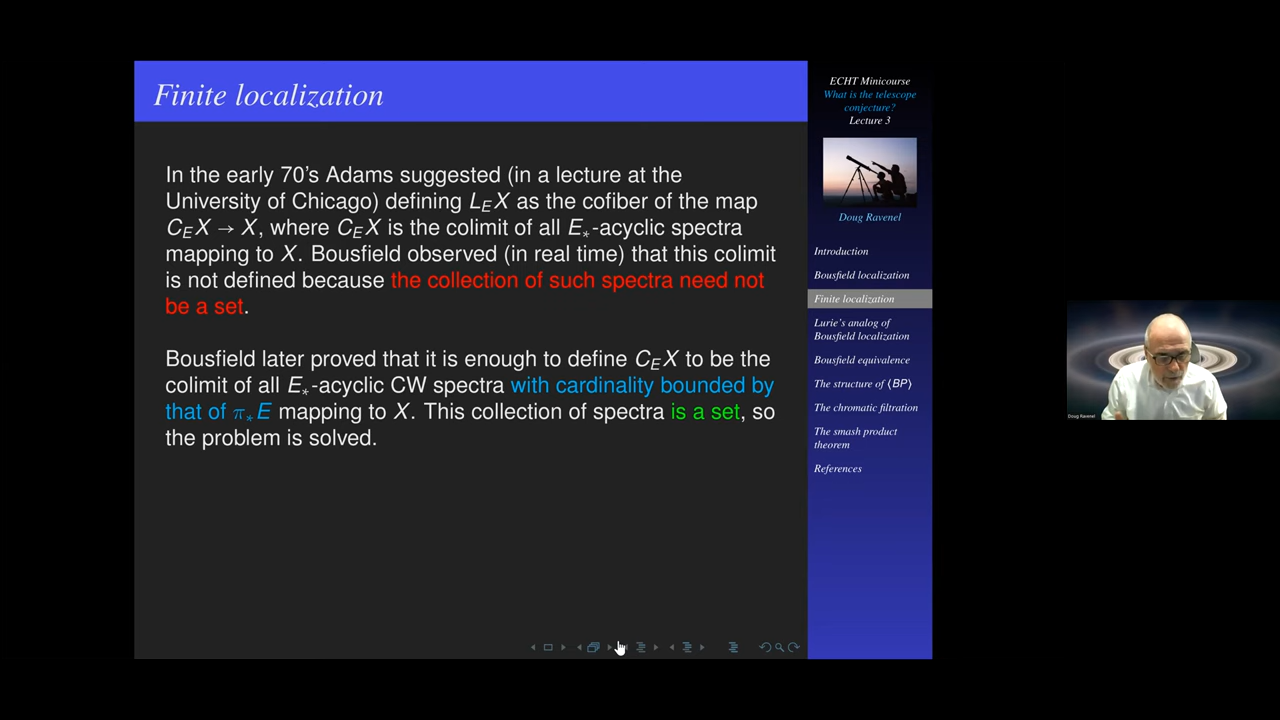 Finite localization
In the early 70's Adams suggested (in a lecture at the
University of Chicago) defining L_E X as the cofiber of the map
C_E X → X, where C_E X is the colimit of all E_*-acyclic spectra
mapping to X. Bousfield observed (in real time) that this colimit
is not defined because the collection of such spectra need not
be a set.
Bousfield later proved that it is enough to define C_E X to be the
colimit of all E_*-acyclic CW spectra with cardinality bounded by
that of π_*E mapping to X. This collection of spectra is a set, so
the problem is solved.
ECHT Minicourse
What is the telescope
conjecture?
Lecture 3
Doug Ravenel
Introduction
Bousfield localization
Finite localization
Lurie's analog of
Bousfield localization
Bousfield equivalence
The structure of ⟨BP⟩
The chromatic filtration
The smash product
theorem
References
Doug Ravenel